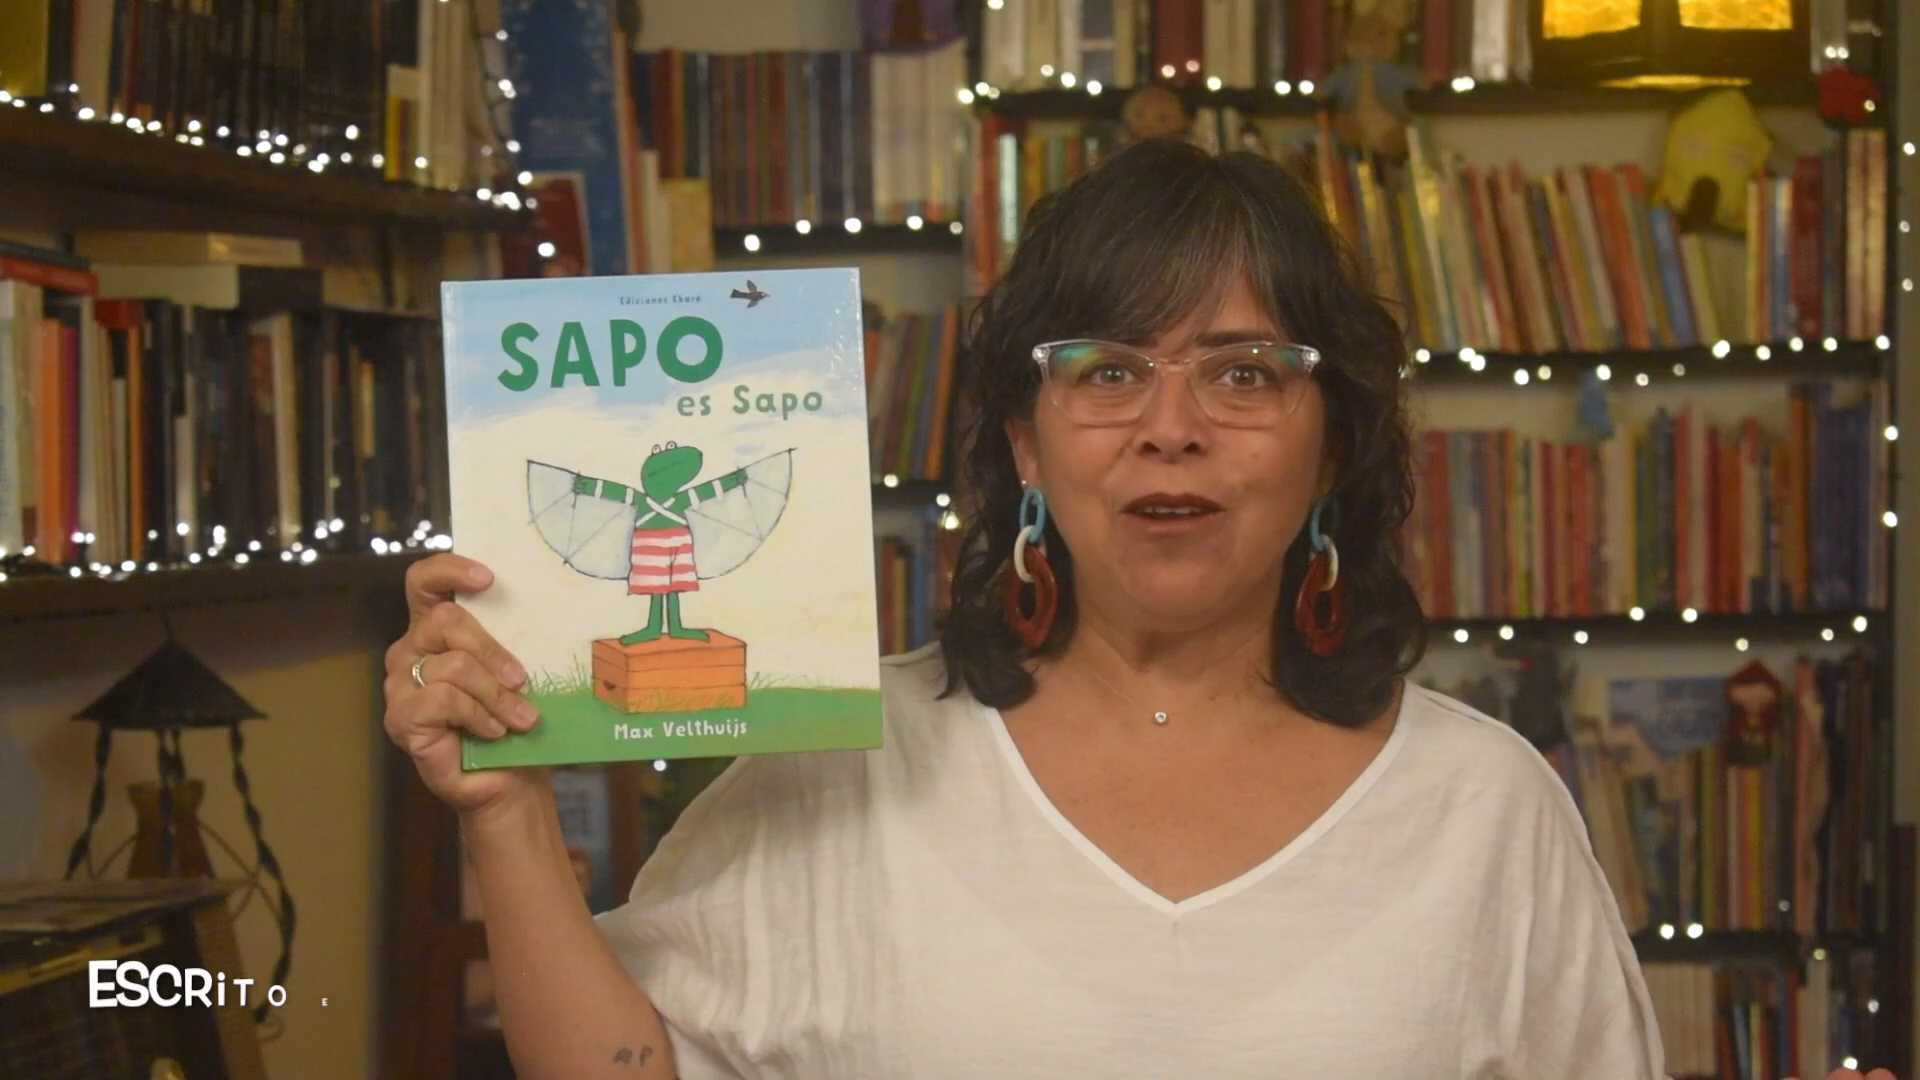 Ediciones Ekaré
SAPO
es Sapo
Max Velthuijs
ESCRiTO E